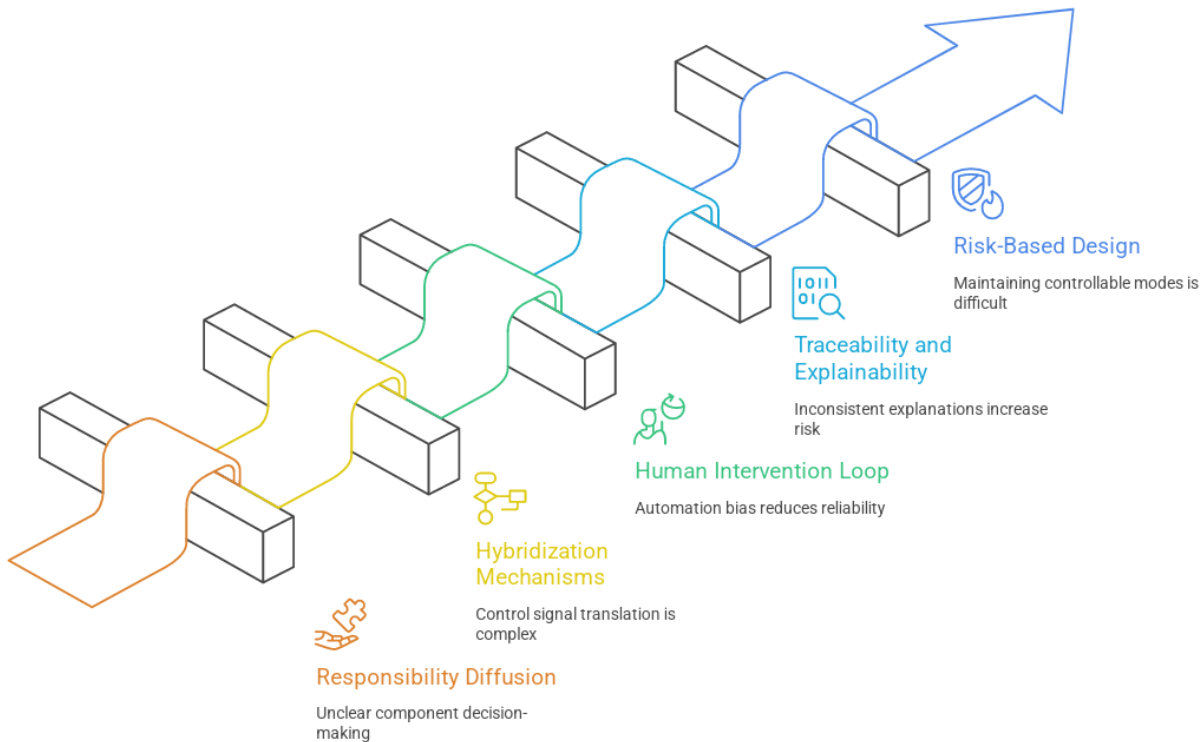 Risk-Based Design
Maintaining controllable modes is
difficult
Traceability and
Explainability
Inconsistent explanations increase
risk
Human Intervention Loop
Automation bias reduces reliability
Hybridization
Mechanisms
Control signal translation is
complex
Responsibility Diffusion
Unclear component decision-
making